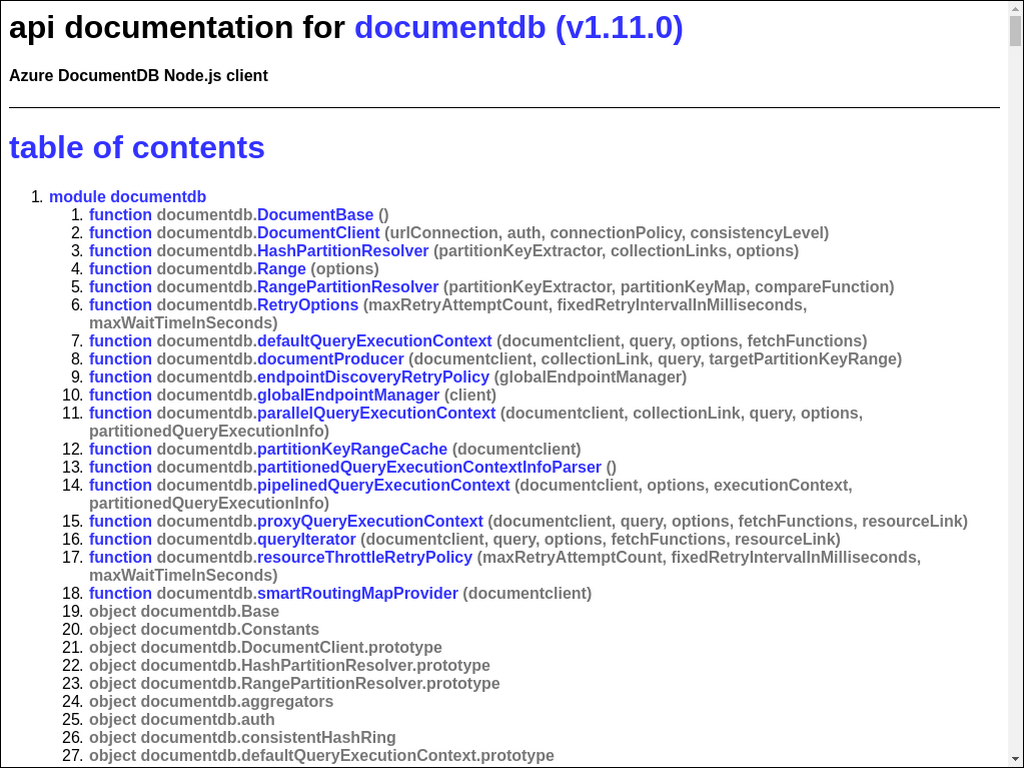 api documentation for documentdb (v1.11.0)
Azure DocumentDB Node.js client
table of contents
1. module documentdb
1. function documentdb.DocumentBase ()
2. function documentdb.DocumentClient (urlConnection, auth, connectionPolicy, consistencyLevel)
3. function documentdb.HashPartitionResolver (partitionKeyExtractor, collectionLinks, options)
4. function documentdb.Range (options)
5. function documentdb.RangePartitionResolver (partitionKeyExtractor, partitionKeyMap, compareFunction)
6. function documentdb.RetryOptions (maxRetryAttemptCount, fixedRetryIntervalInMilliseconds,
maxWaitTimeInSeconds)
7. function documentdb.defaultQueryExecutionContext (documentclient, query, options, fetchFunctions)
8. function documentdb.documentProducer (documentclient, collectionLink, query, targetPartitionKeyRange)
9. function documentdb.endpointDiscoveryRetryPolicy (globalEndpointManager)
10. function documentdb.globalEndpointManager (client)
11. function documentdb.parallelQueryExecutionContext (documentclient, collectionLink, query, options,
partitionedQueryExecutionInfo)
12. function documentdb.partitionKeyRangeCache (documentclient)
13. function documentdb.partitionedQueryExecutionContextInfoParser ()
14. function documentdb.pipelinedQueryExecutionContext (documentclient, options, executionContext,
partitionedQueryExecutionInfo)
15. function documentdb.proxyQueryExecutionContext (documentclient, query, options, fetchFunctions, resourceLink)
16. function documentdb.queryIterator (documentclient, query, options, fetchFunctions, resourceLink)
17. function documentdb.resourceThrottleRetryPolicy (maxRetryAttemptCount, fixedRetryIntervalInMilliseconds,
maxWaitTimeInSeconds)
18. function documentdb.smartRoutingMapProvider (documentclient)
19. object documentdb.Base
20. object documentdb.Constants
21. object documentdb.DocumentClient.prototype
22. object documentdb.HashPartitionResolver.prototype
23. object documentdb.RangePartitionResolver.prototype
24. object documentdb.aggregators
25. object documentdb.auth
26. object documentdb.consistentHashRing
27. object documentdb.defaultQueryExecutionContext.prototype